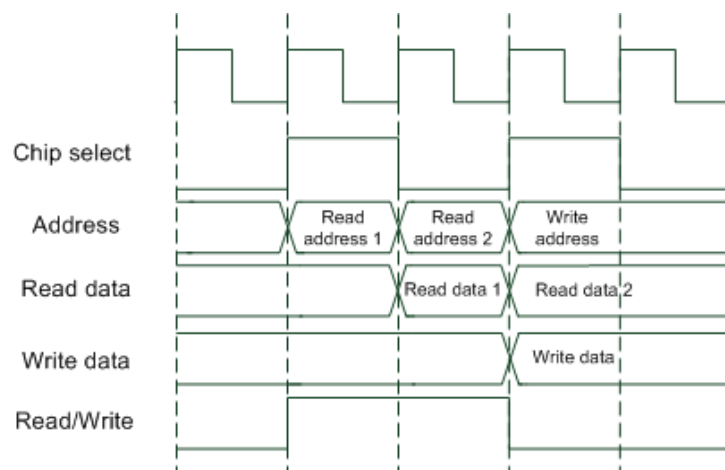 Chip select
Address
Read
address 1
Read
address 2
Write
address
Read data
Read data 1
Read data 2
Write data
Write data
Read/Write